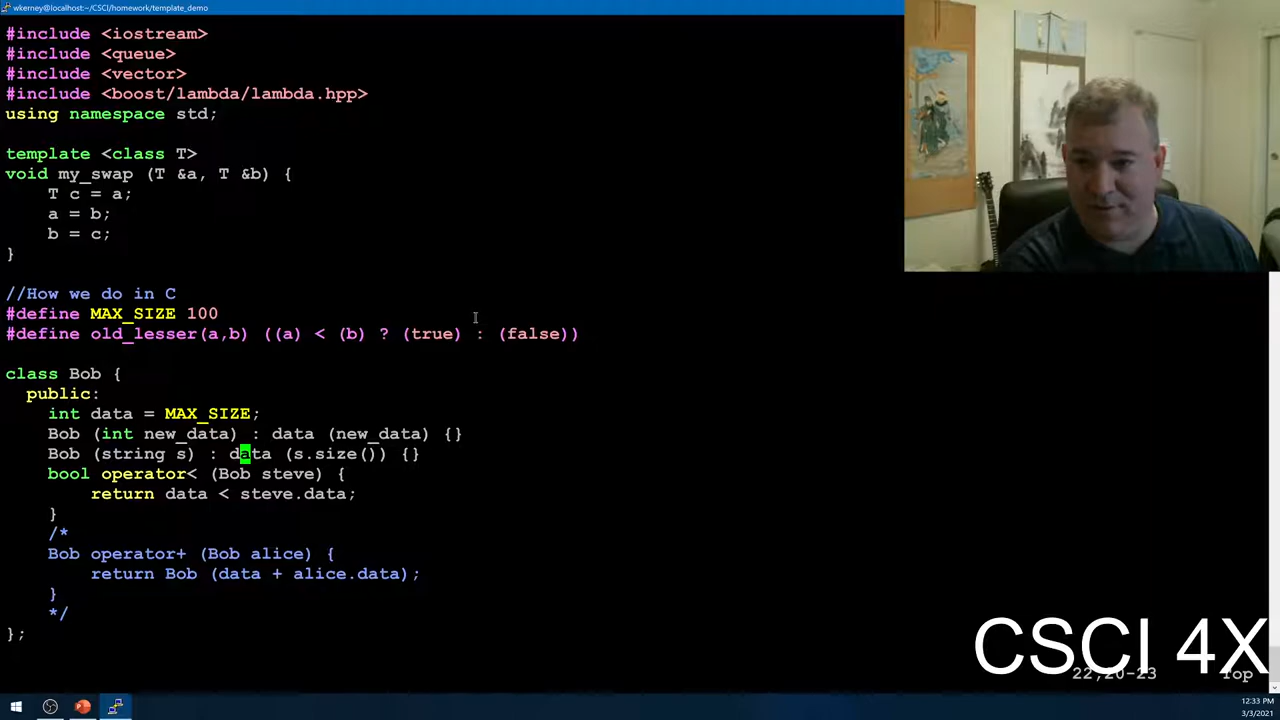 wkerney@localhost:~/CSCI/homework/template_demo
#include <iostream>
#include <queue>
#include <vector>
#include <boost/lambda/lambda.hpp>
using namespace std;
template <class T>
void my_swap (T &a, T &b) {
    T c = a;
    a = b;
    b = c;
}
//How we do in C
#define MAX_SIZE 100
#define old_lesser(a,b) ((a) < (b) ? (true) : (false))
class Bob {
  public:
    int data = MAX_SIZE;
    Bob (int new_data) : data (new_data) {}
    Bob (string s) : data (s.size()) {}
    bool operator< (Bob steve) {
        return data < steve.data;
    }
    /*
    Bob operator+ (Bob alice) {
        return Bob (data + alice.data);
    }
    */
};
CSCI 4X
22,20-23 Top
12:33 PM
3/3/2021